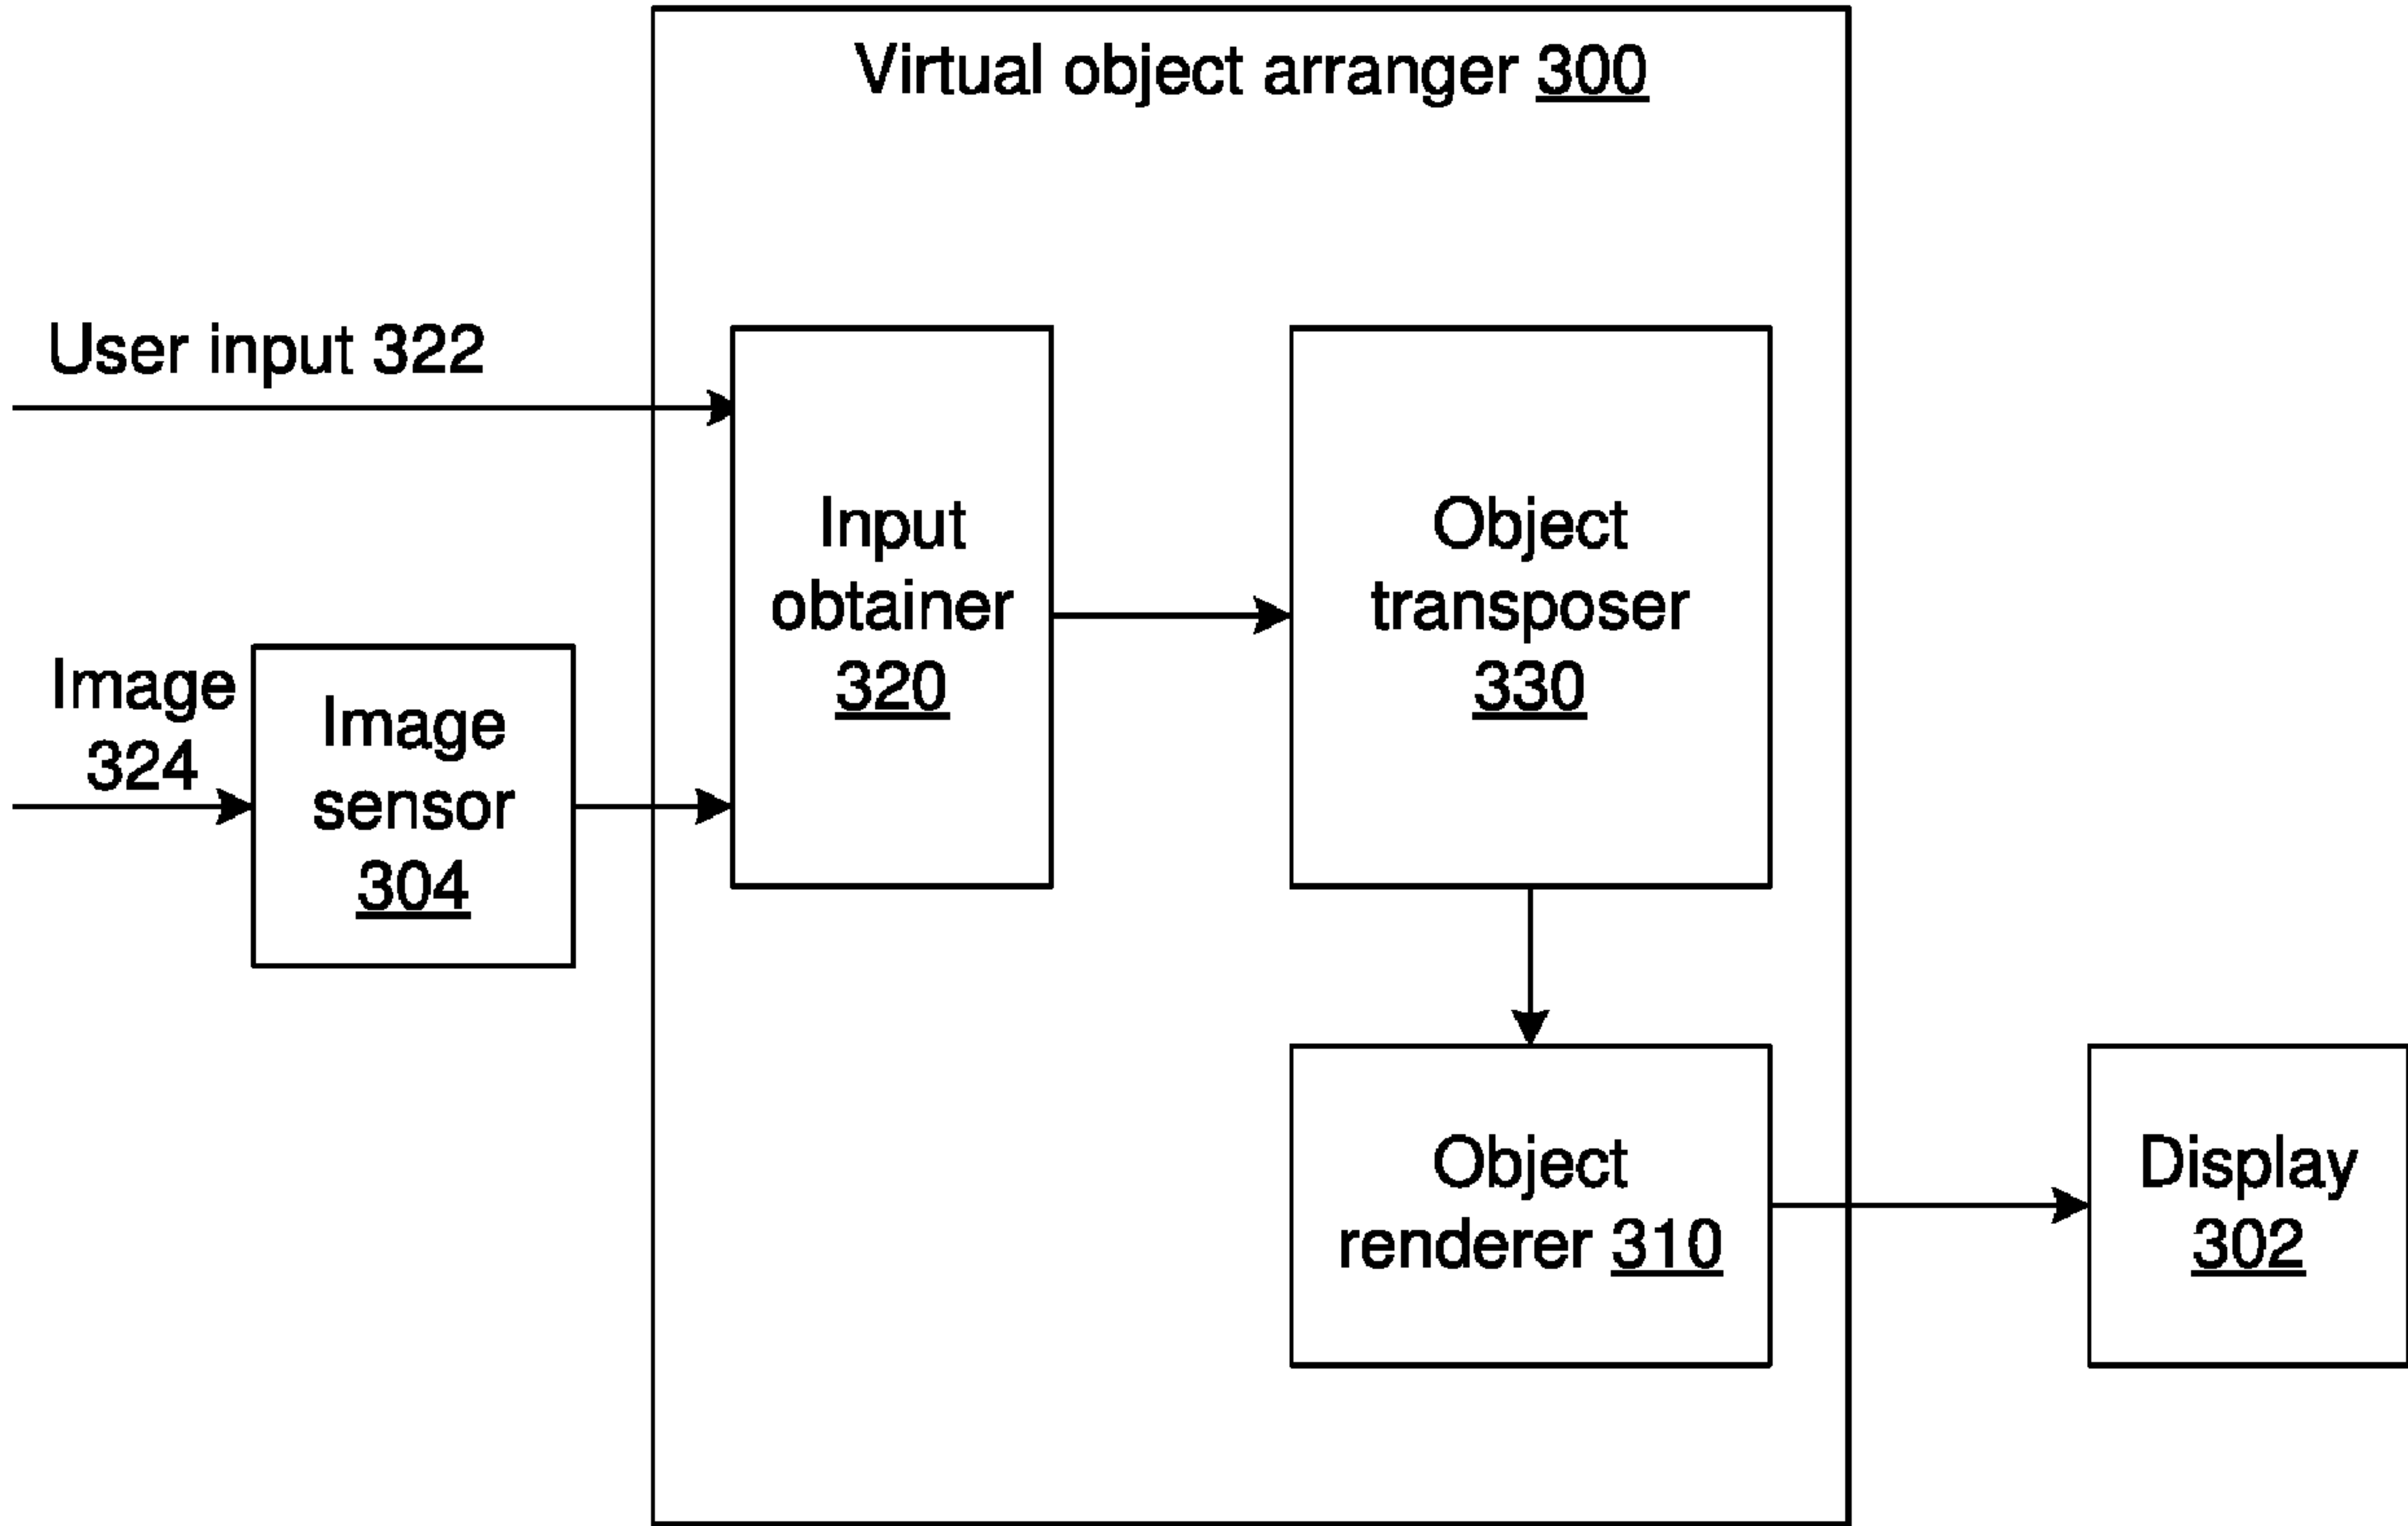 Virtual object arranger 300
User input 322
Input
obtainer
320
Object
transposer
330
Image
324
Image
sensor
304
Object
renderer 310
Display
302